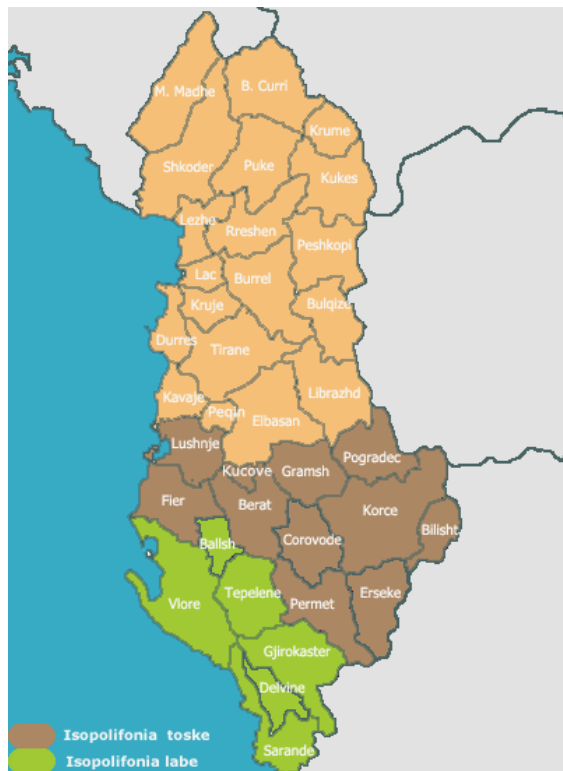 M. Madhe
B. Curri
Krume
Shkoder
Puke
Kukes
Lezhe
Rreshen
Peshkopi
Lac
Burrel
Kruje
Bulqize
Durres
Tirane
Kavaje
Peqin
Elbasan
Librazhd
Lushnje
Kucove
Gramsh
Pogradec
Fier
Berat
Korce
Corovode
Bilisht
Ballsh
Vlore
Tepelene
Permet
Erseke
Gjirokaster
Delvine
Sarande
Isopolifonia toske
Isopolifonia labe